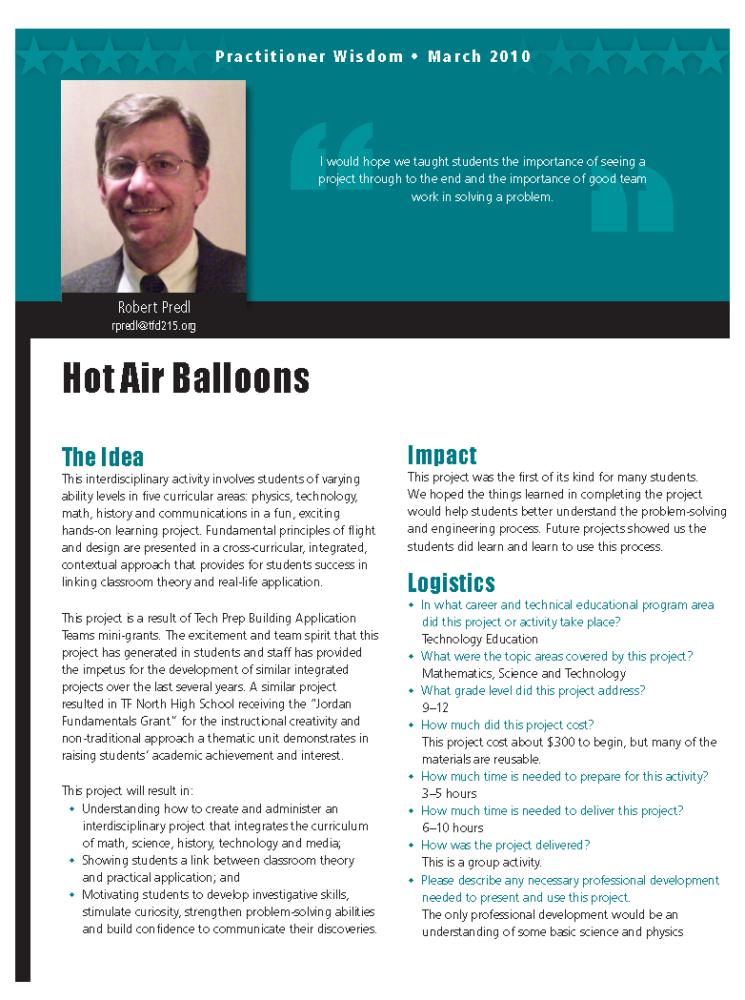 Practitioner Wisdom • March 2010
I would hope we taught students the importance of seeing a
project through to the end and the importance of good team
work in solving a problem.
Robert Predl
rpredl@tfd215.org
Hot Air Balloons
The Idea
This interdisciplinary activity involves students of varying
ability levels in five curricular areas: physics, technology,
math, history and communications in a fun, exciting
hands-on learning project. Fundamental principles of flight
and design are presented in a cross-curricular, integrated,
contextual approach that provides for students success in
linking classroom theory and real-life application.
This project is a result of Tech Prep Building Application
Teams mini-grants. The excitement and team spirit that this
project has generated in students and staff has provided
the impetus for the development of similar integrated
projects over the last several years. A similar project
resulted in TF North High School receiving the “Jordan
Fundamentals Grant” for the instructional creativity and
non-traditional approach a thematic unit demonstrates in
raising students’ academic achievement and interest.
This project will result in:
Understanding how to create and administer an
interdisciplinary project that integrates the curriculum
of math, science, history, technology and media;
Showing students a link between classroom theory
and practical application; and
Motivating students to develop investigative skills,
stimulate curiosity, strengthen problem-solving abilities
and build confidence to communicate their discoveries.
Impact
This project was the first of its kind for many students.
We hoped the things learned in completing the project
would help students better understand the problem-solving
and engineering process. Future projects showed us the
students did learn and learn to use this process.
Logistics
In what career and technical educational program area
did this project or activity take place?
Technology Education
What were the topic areas covered by this project?
Mathematics, Science and Technology
What grade level did this project address?
9–12
How much did this project cost?
This project cost about $300 to begin, but many of the
materials are reusable.
How much time is needed to prepare for this activity?
3–5 hours
How much time is needed to deliver this project?
6–10 hours
How was the project delivered?
This is a group activity.
Please describe any necessary professional development
needed to present and use this project.
The only professional development would be an
understanding of some basic science and physics